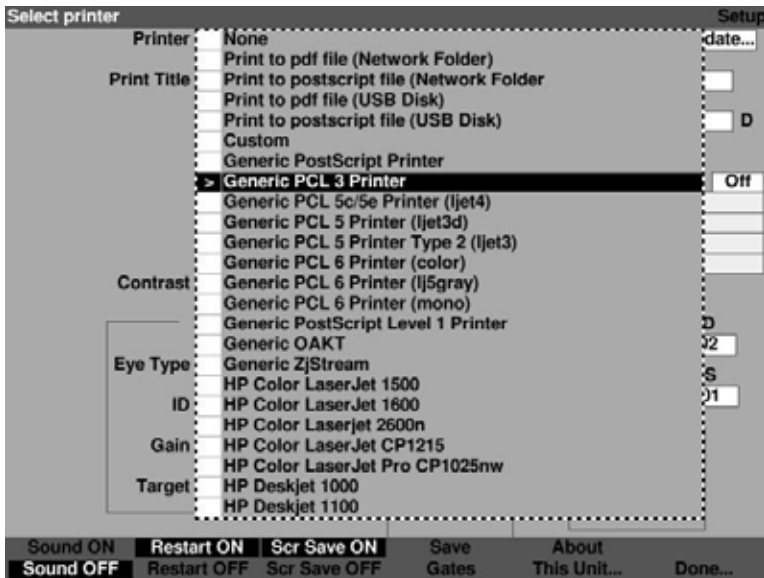 Select printer Setup
Printer None date...
Print to pdf file (Network Folder)
Print Title Print to postscript file (Network Folder
Print to pdf file (USB Disk)
Print to postscript file (USB Disk) D
Custom
Generic PostScript Printer
> Generic PCL 3 Printer Off
Generic PCL 5c/5e Printer (ljet4)
Generic PCL 5 Printer (ljet3d)
Generic PCL 5 Printer Type 2 (ljet3)
Generic PCL 6 Printer (color)
Contrast Generic PCL 6 Printer (lj5gray)
Generic PCL 6 Printer (mono)
Generic PostScript Level 1 Printer D
Generic OAKT 02
Eye Type Generic ZjStream
HP Color LaserJet 1500 S
ID HP Color LaserJet 1600 01
HP Color Laserjet 2600n
Gain HP Color LaserJet CP1215
HP Color LaserJet Pro CP1025nw
Target HP Deskjet 1000
HP Deskjet 1100
Sound ON Restart ON Scr Save ON Save About
Sound OFF Restart OFF Scr Save OFF Gates This Unit... Done...